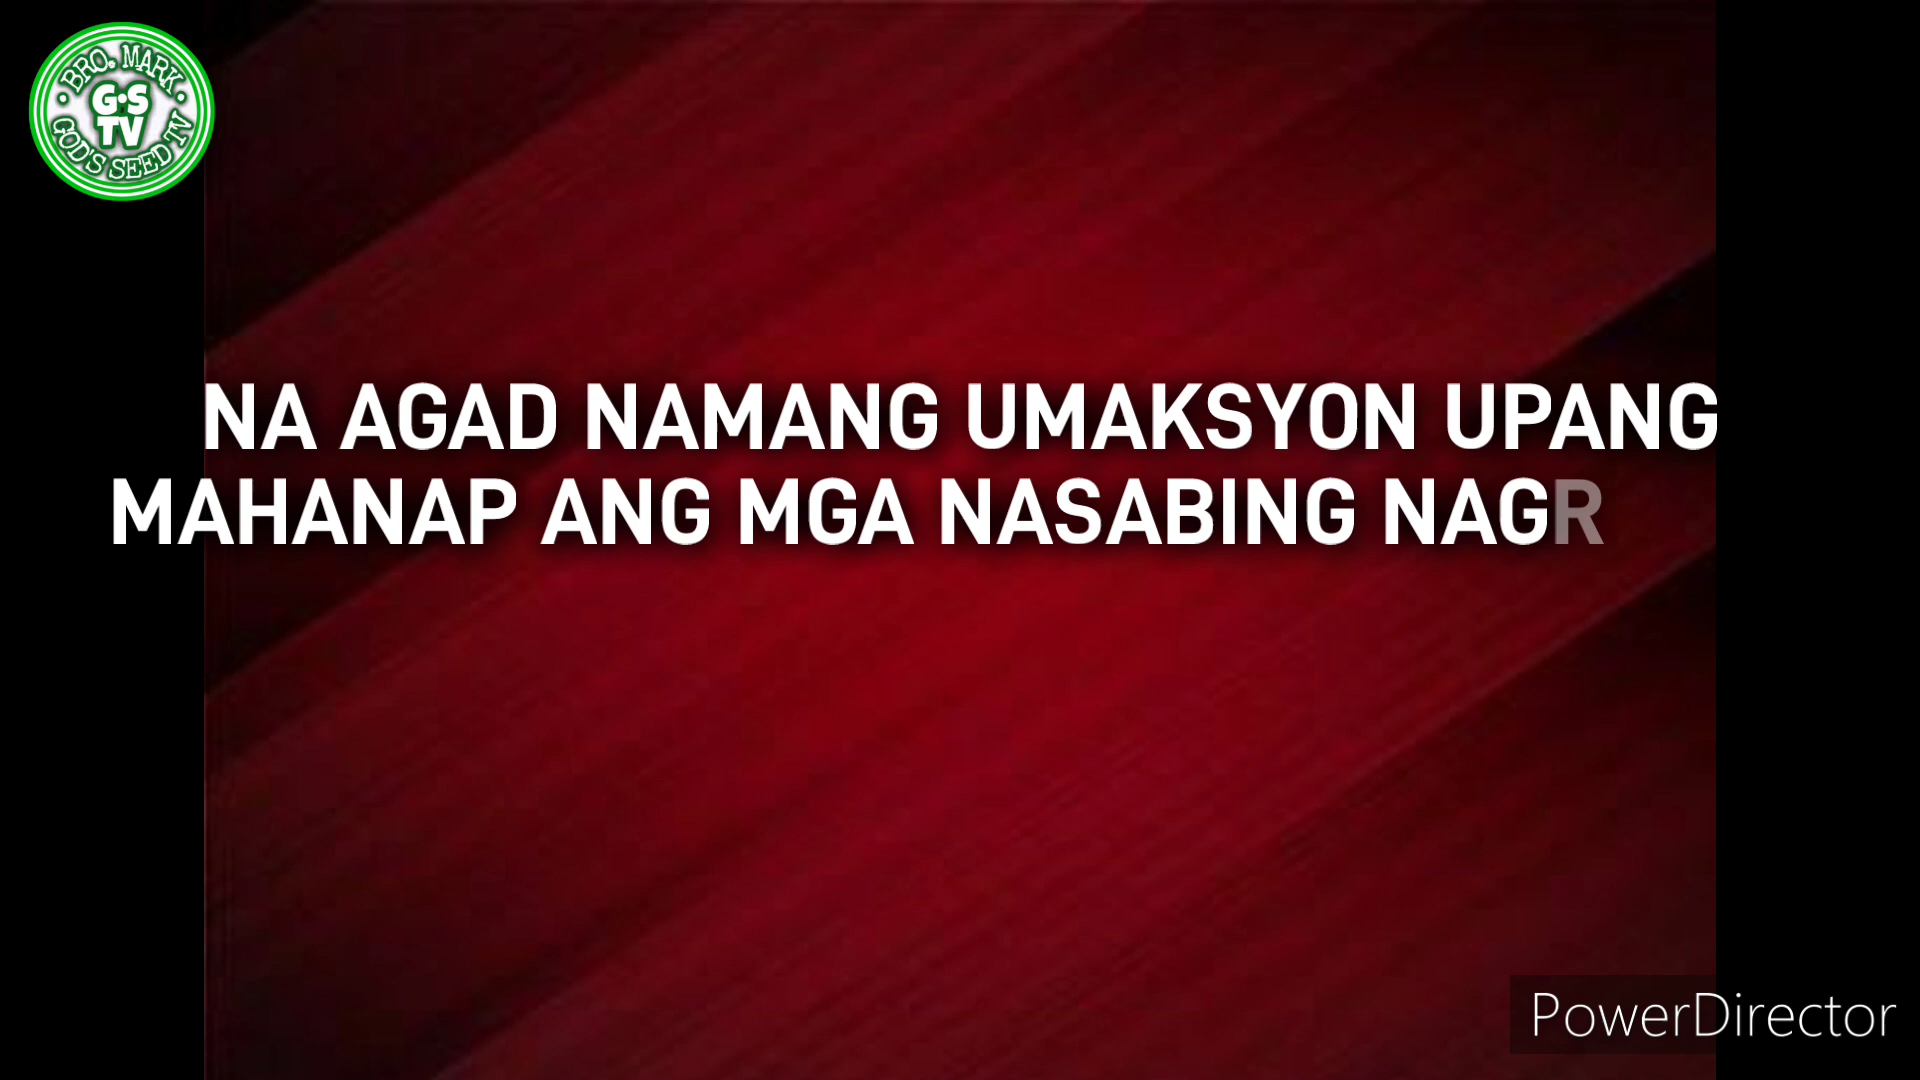 BRO. MARK
G.S
TV
GOD'S SEED TV
NA AGAD NAMANG UMAKSYON UPANG
MAHANAP ANG MGA NASABING NAGR
PowerDirector